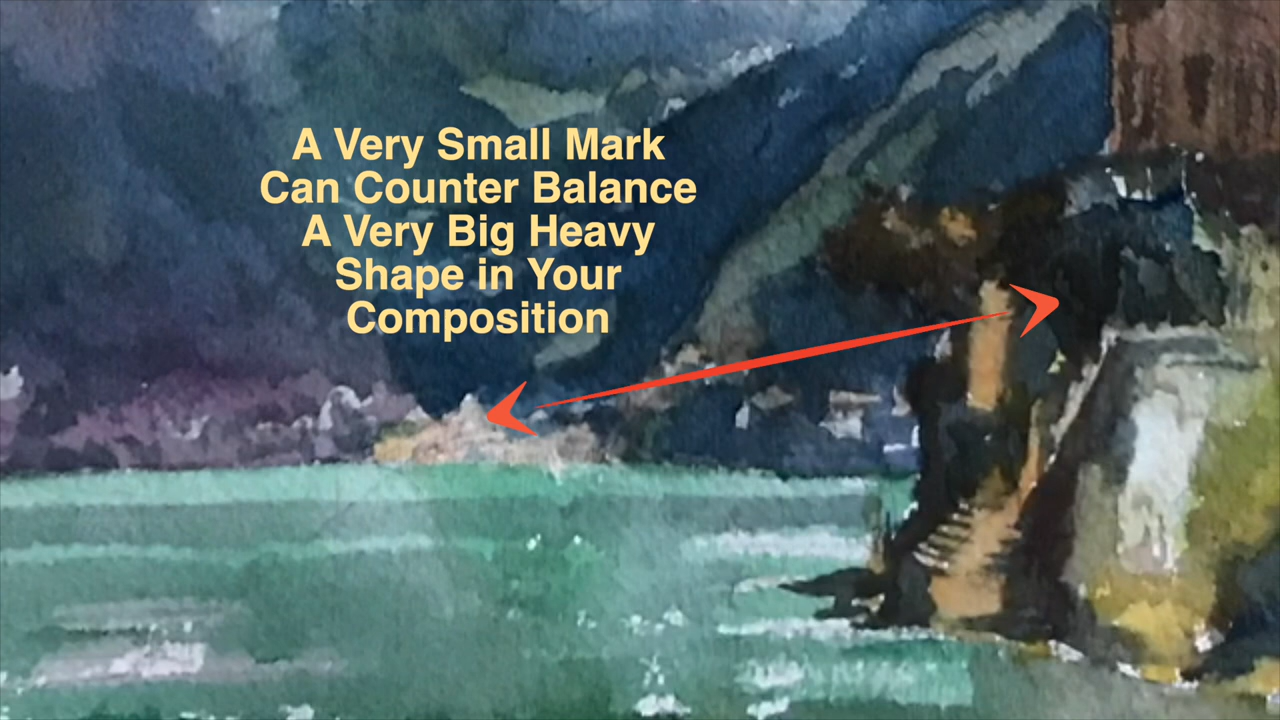 A Very Small Mark
Can Counter Balance
A Very Big Heavy
Shape in Your
Composition